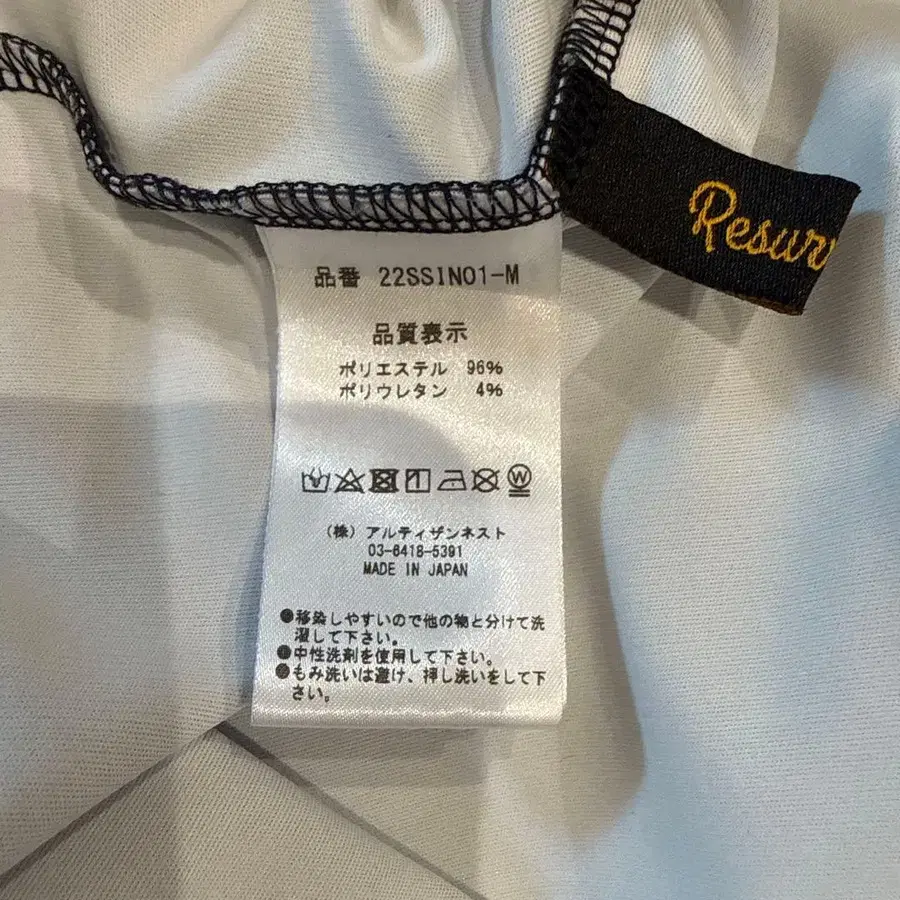 Resurr
品番 22SSIN01-M
品質表示
ポリエステル 96%
ポリウレタン 4%
W
(株) アルティザンネスト
03-6418-5391
MADE IN JAPAN
●移染しやすいので他の物と分けて洗
濯して下さい。
●中性洗剤を使用して下さい。
●もみ洗いは避け、押し洗いをして下
さい。